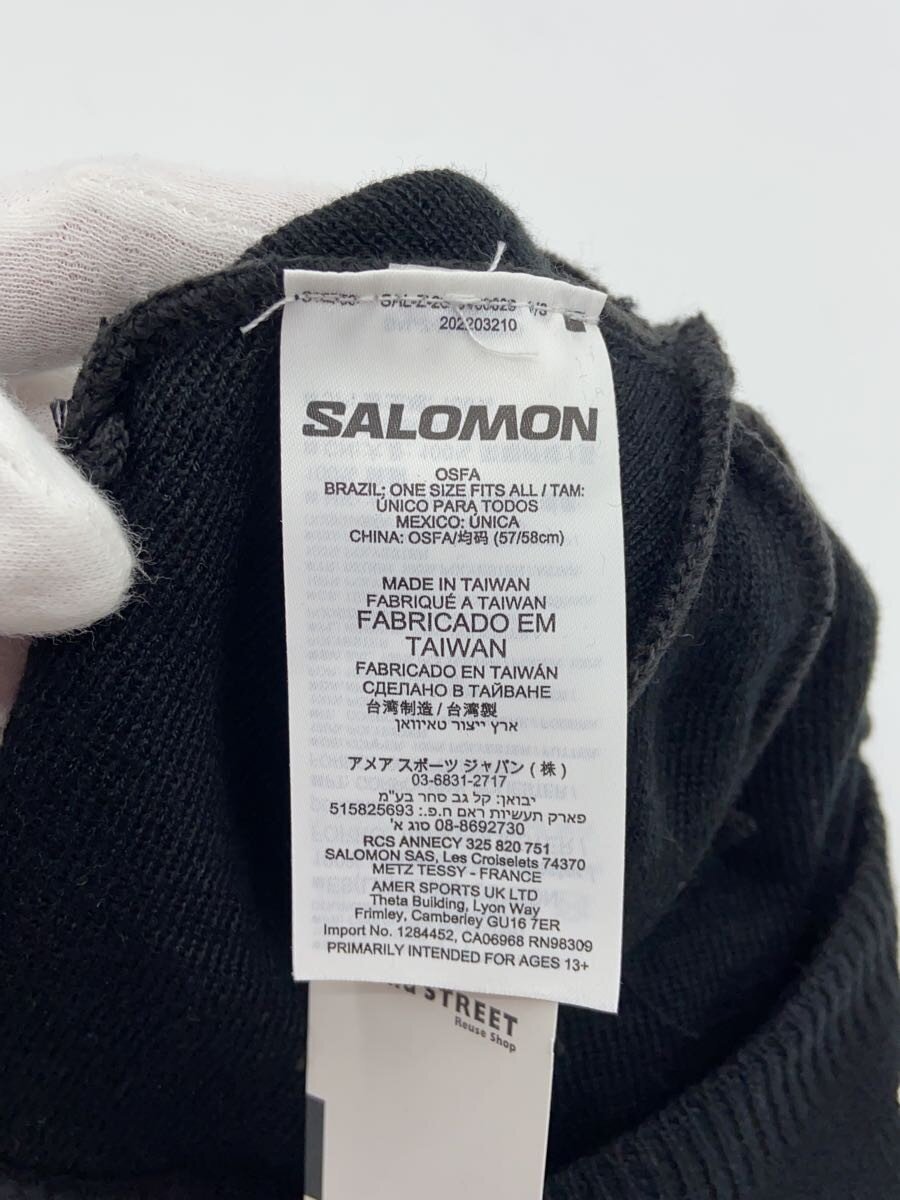 202203210
SALOMON
OSFA
BRAZIL: ONE SIZE FITS ALL / TAM:
ÚNICO PARA TODOS
MEXICO: ÚNICA
CHINA: OSFA/均码 (57/58cm)
MADE IN TAIWAN
FABRIQUÉ A TAIWAN
FABRICADO EM
TAIWAN
FABRICADO EN TAIWÁN
СДЕЛАНО В ТАЙВАНЕ
台湾制造 / 台湾製
ארץ ייצור טאיוואן
アメア スポーツ ジャパン ( 株 )
03-6831-2717
יבואן: קל גב סחר בע"מ
פארק תעשיות ראם ח.פ.: 515825693
08-8692730 סוג א'
RCS ANNECY 325 820 751
SALOMON SAS, Les Croiselets 74370
METZ TESSY - FRANCE
AMER SPORTS UK LTD
Theta Building, Lyon Way
Frimley, Camberley GU16 7ER
Import No. 1284452, CA06968 RN98309
PRIMARILY INTENDED FOR AGES 13+
STREET
Reuse Shop